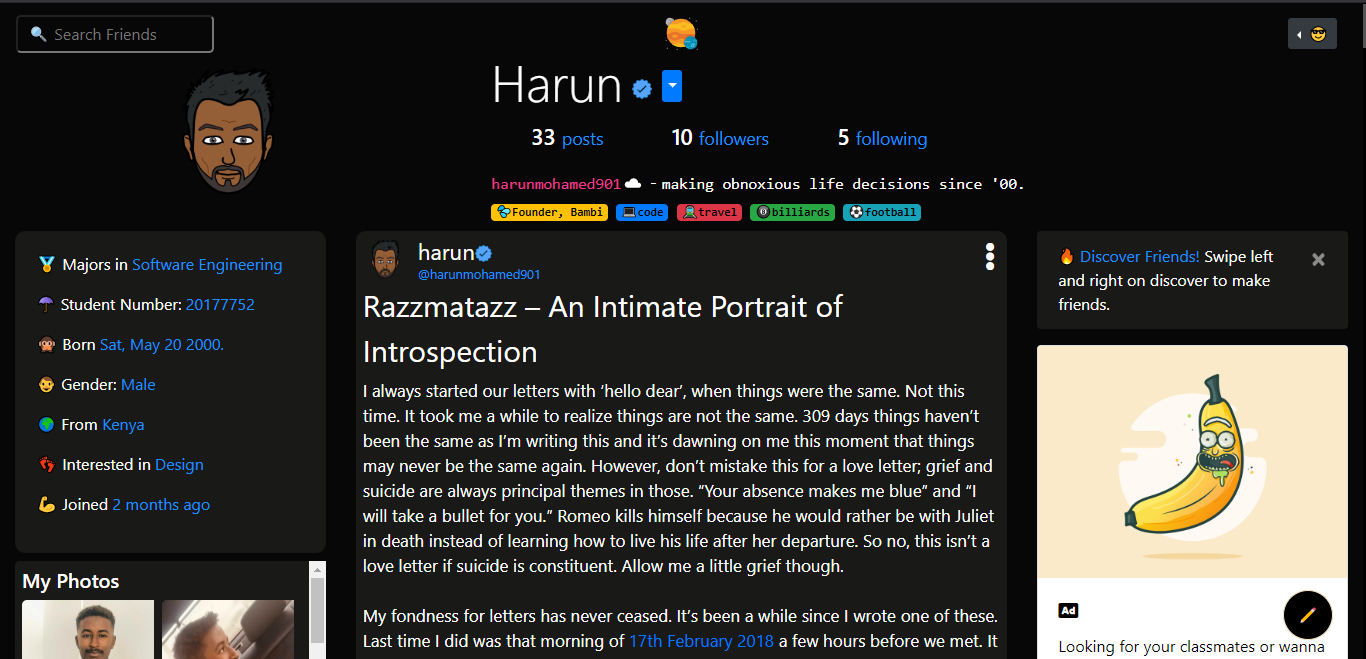 Search Friends
Harun
33 posts 10 followers 5 following
harunmohamed901 - making obnoxious life decisions since '00.
Founder, Bambi code travel billiards football
Majors in Software Engineering
Student Number: 20177752
Born Sat, May 20 2000.
Gender: Male
From Kenya
Interested in Design
Joined 2 months ago
My Photos
harun
@harunmohamed901
Razzmatazz – An Intimate Portrait of
Introspection
I always started our letters with ‘hello dear’, when things were the same. Not this
time. It took me a while to realize things are not the same. 309 days things haven’t
been the same as I’m writing this and it’s dawning on me this moment that things
may never be the same again. However, don’t mistake this for a love letter; grief and
suicide are always principal themes in those. “Your absence makes me blue” and “I
will take a bullet for you.” Romeo kills himself because he would rather be with Juliet
in death instead of learning how to live his life after her departure. So no, this isn’t a
love letter if suicide is constituent. Allow me a little grief though.
My fondness for letters has never ceased. It’s been a while since I wrote one of these.
Last time I did was that morning of 17th February 2018 a few hours before we met. It
Discover Friends! Swipe left
and right on discover to make
friends.
Ad
Looking for your classmates or wanna